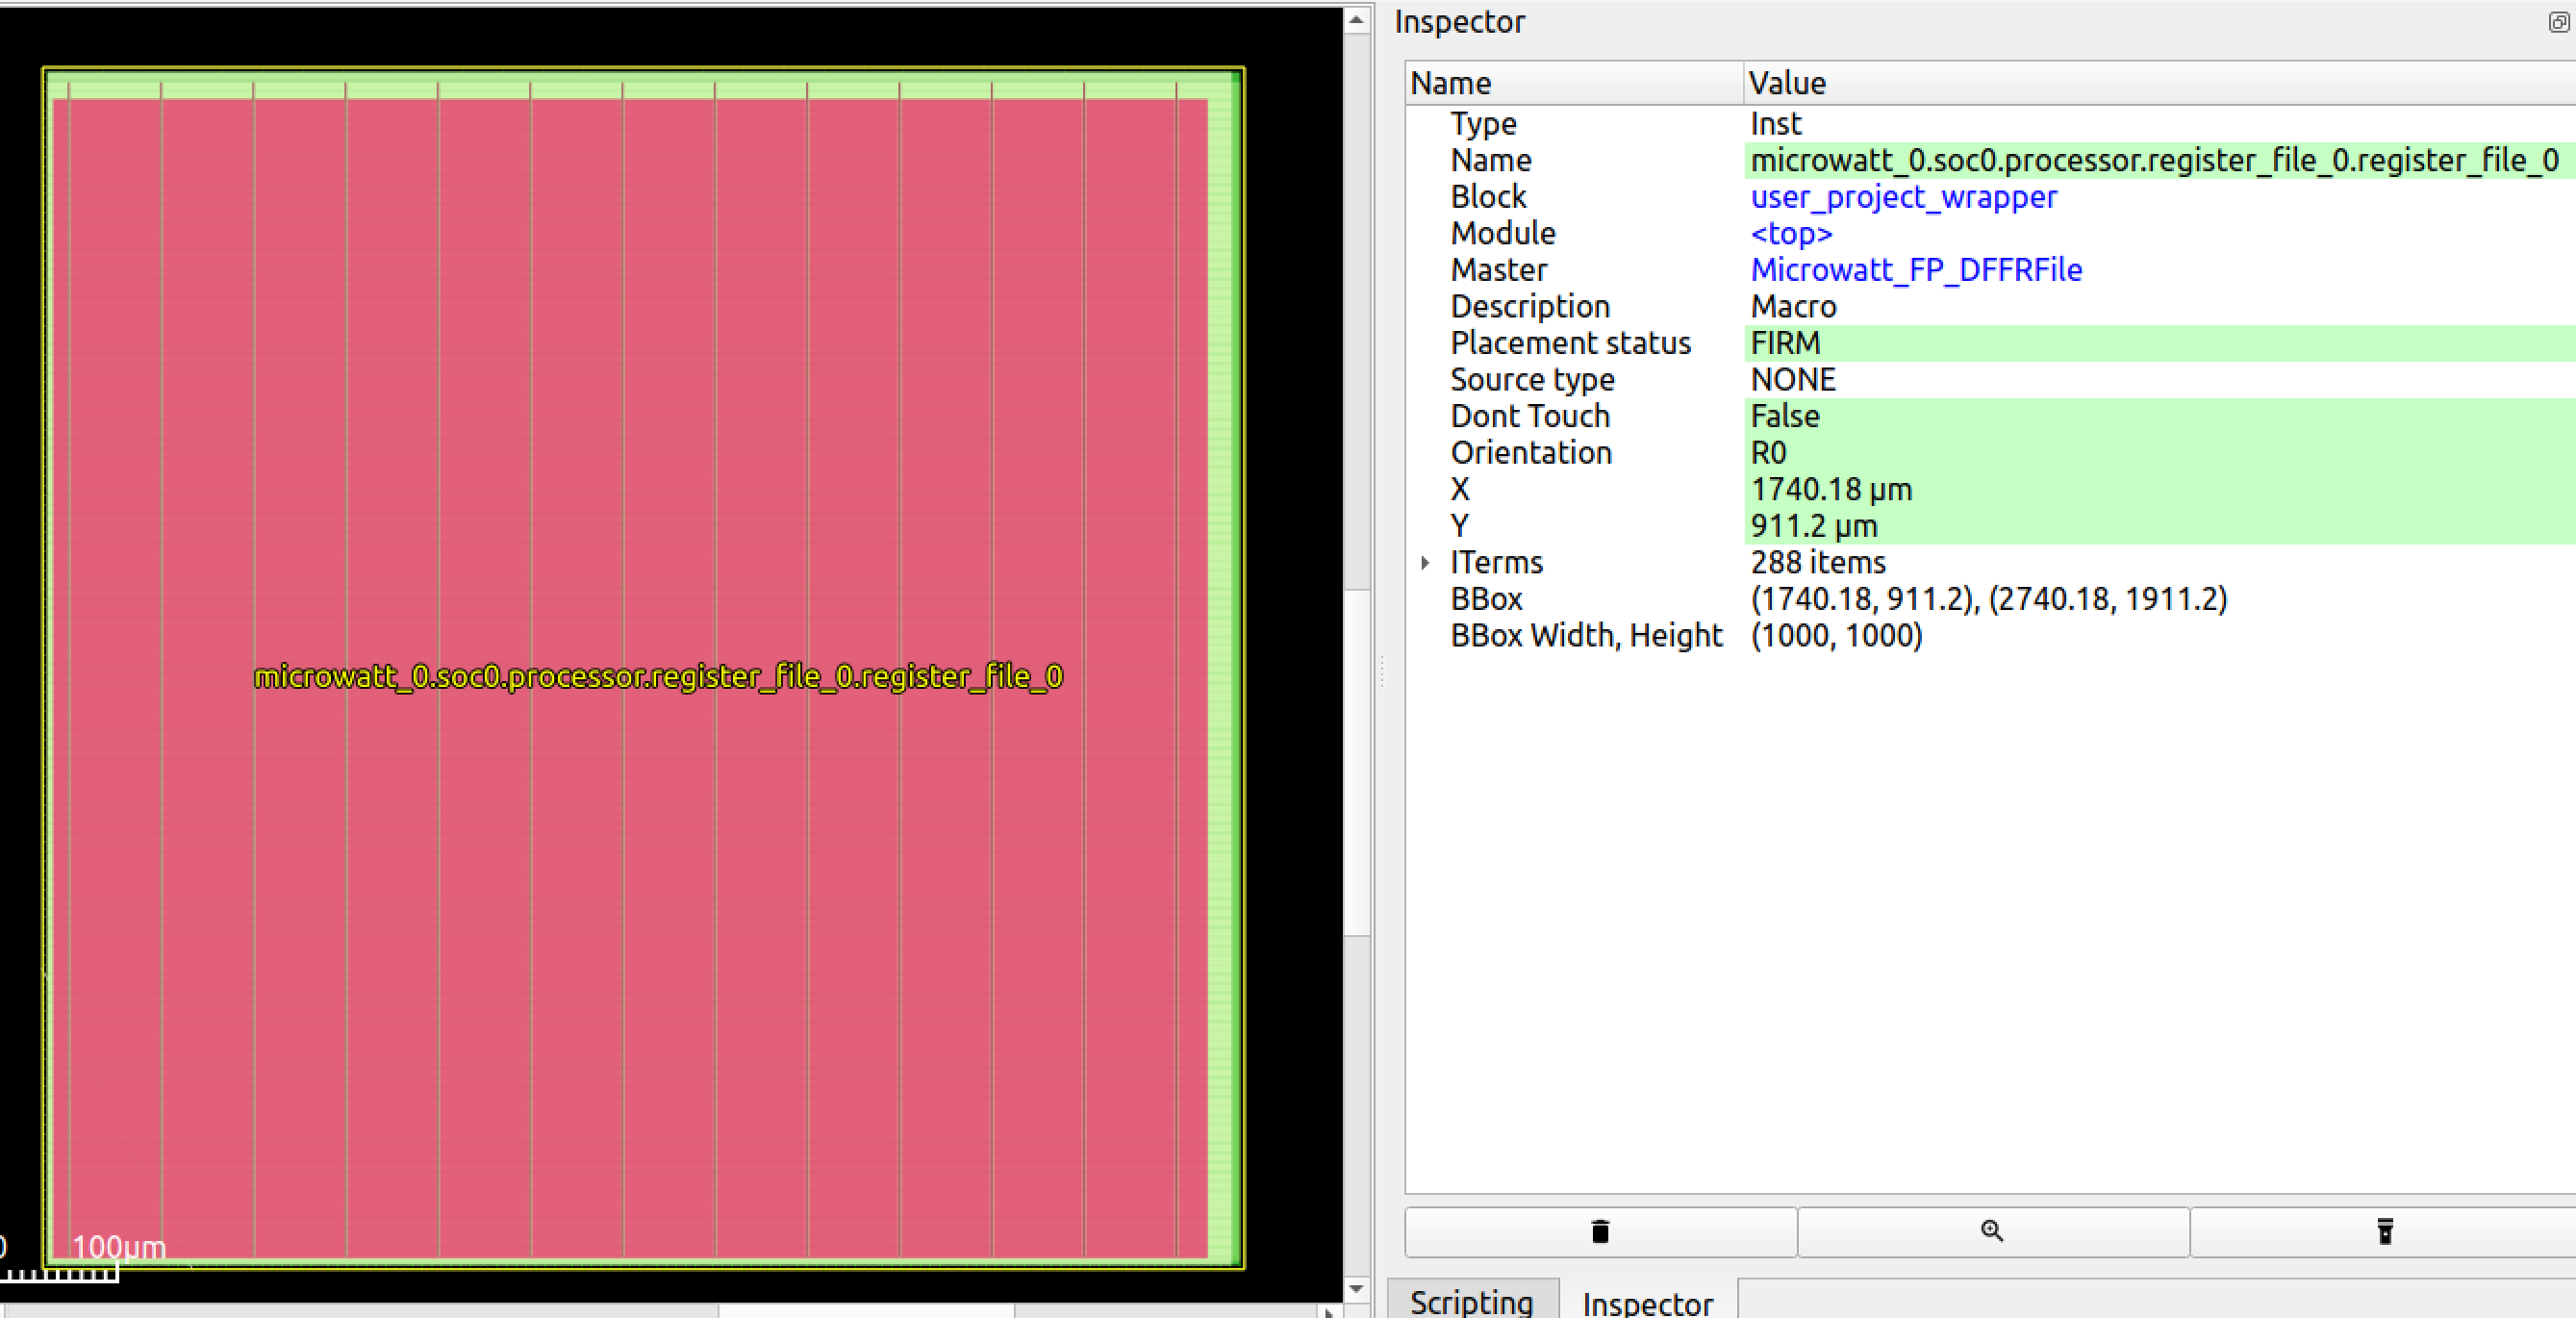 Inspector
Name Value
Type Inst
Name microwatt_0.soc0.processor.register_file_0.register_file_0
Block user_project_wrapper
Module <top>
Master Microwatt_FP_DFFRFile
Description Macro
Placement status FIRM
Source type NONE
Dont Touch False
Orientation R0
X 1740.18 μm
Y 911.2 μm
ITerms 288 items
BBox (1740.18, 911.2), (2740.18, 1911.2)
BBox Width, Height (1000, 1000)
microwatt_0.soc0.processor.register_file_0.register_file_0
0 100μm
Scripting Inspector